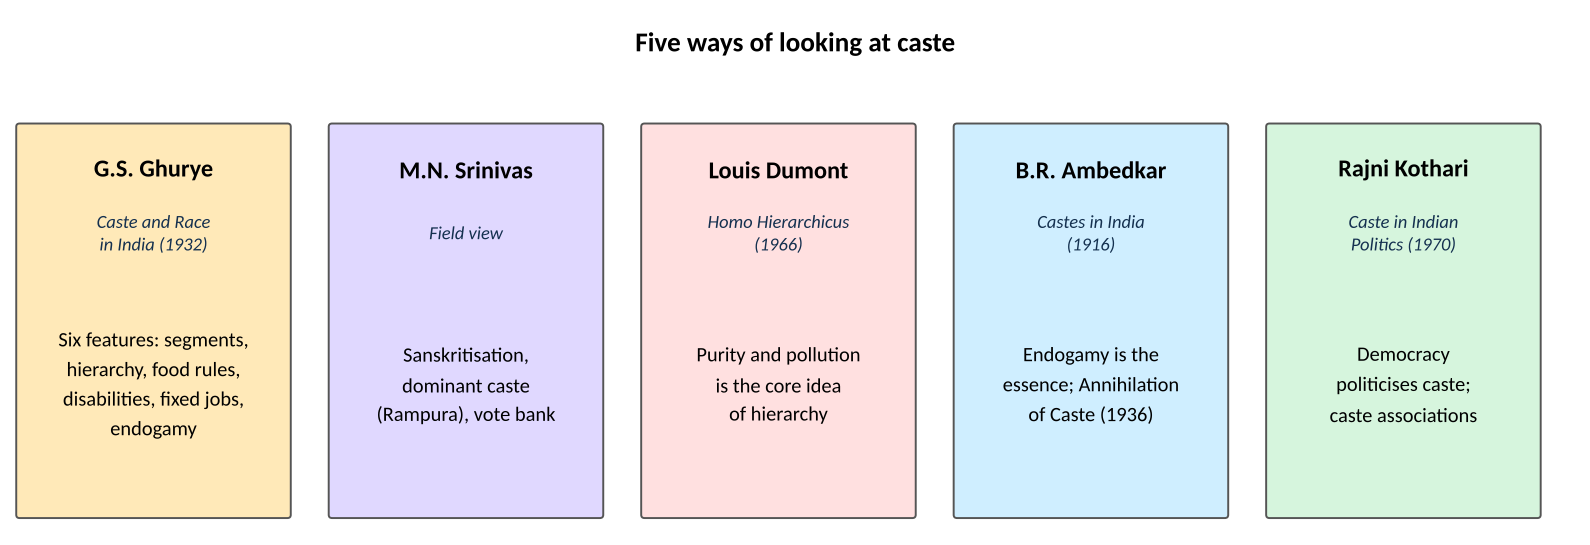 Five ways of looking at caste
G.S. Ghurye
Caste and Race
in India (1932)
Six features: segments,
hierarchy, food rules,
disabilities, fixed jobs,
endogamy
M.N. Srinivas
Field view
Sanskritisation,
dominant caste
(Rampura), vote bank
Louis Dumont
Homo Hierarchicus
(1966)
Purity and pollution
is the core idea
of hierarchy
B.R. Ambedkar
Castes in India
(1916)
Endogamy is the
essence; Annihilation
of Caste (1936)
Rajni Kothari
Caste in Indian
Politics (1970)
Democracy
politicises caste;
caste associations